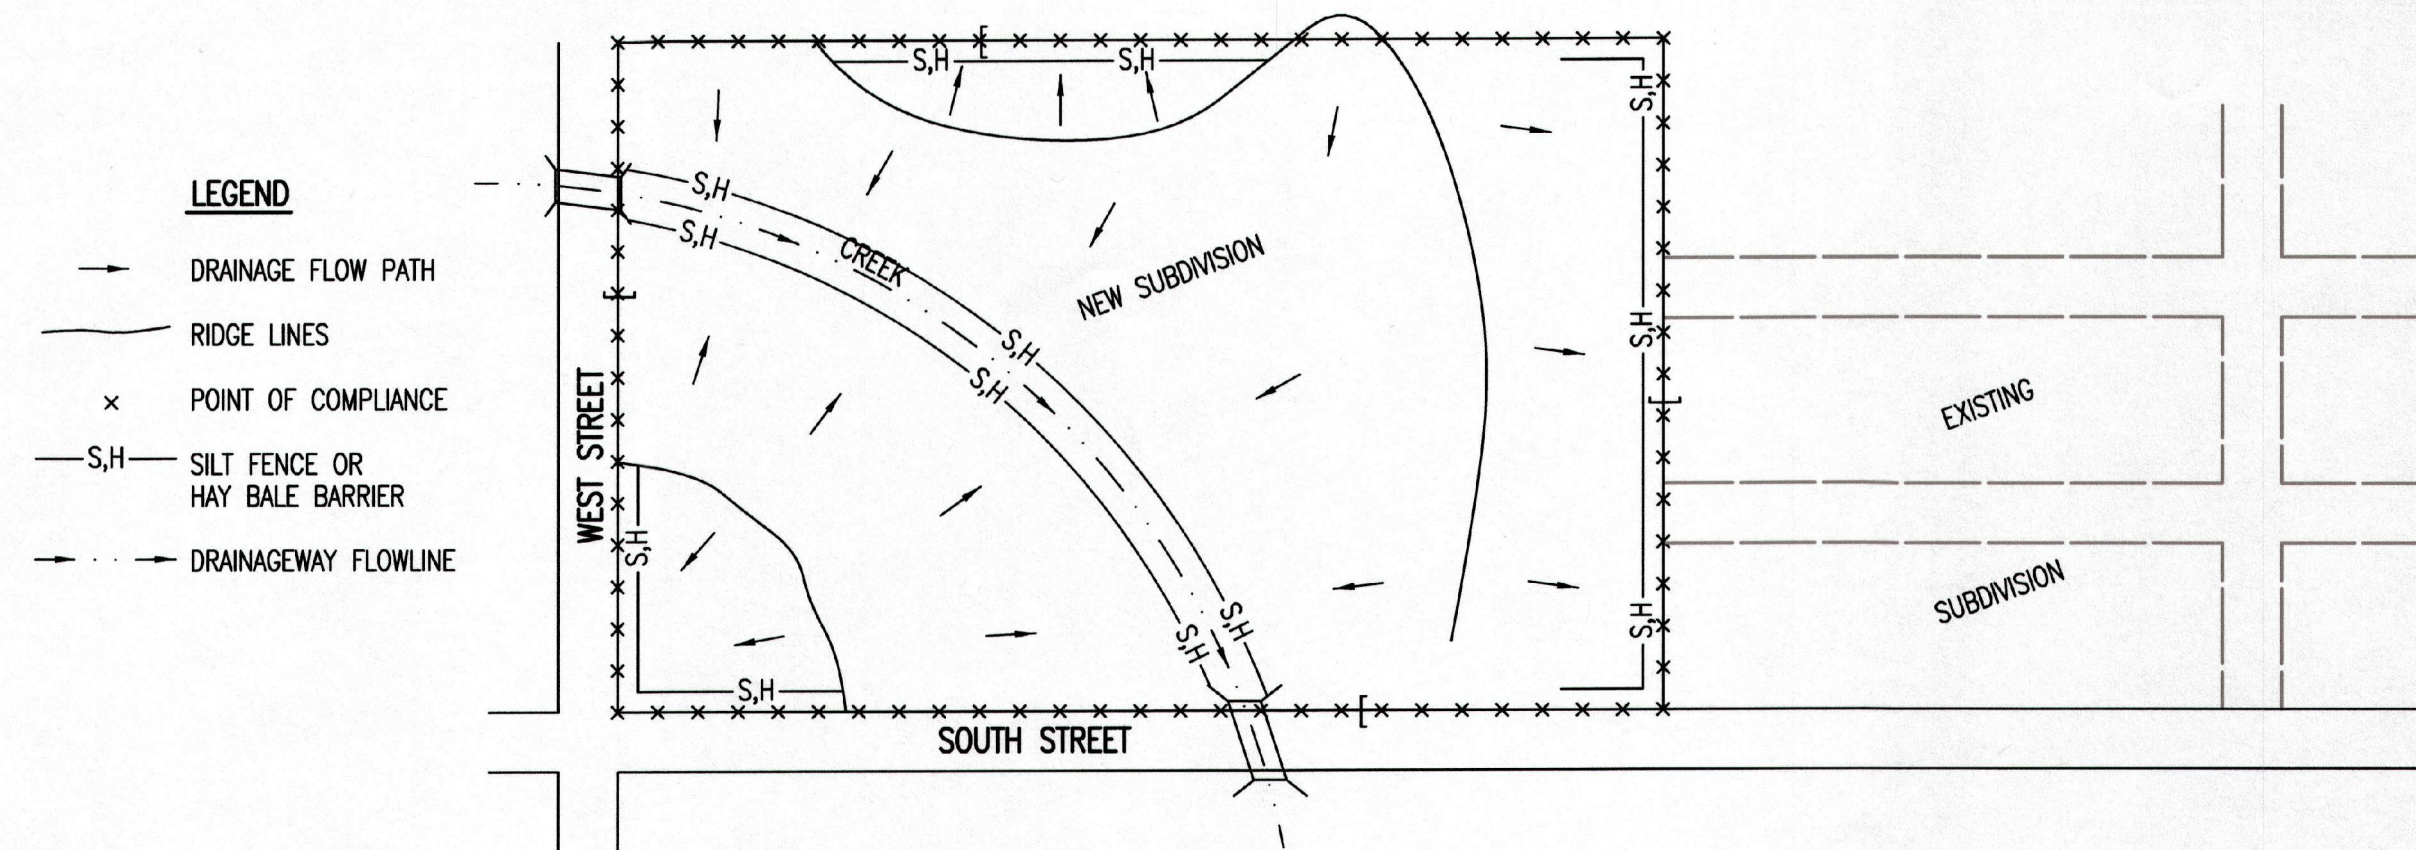 LEGEND
DRAINAGE FLOW PATH
RIDGE LINES
× POINT OF COMPLIANCE
S,H SILT FENCE OR
HAY BALE BARRIER
DRAINAGEWAY FLOWLINE
S,H
S,H
S,H
S,H
S,H
CREEK
NEW SUBDIVISION
S,H
S,H
S,H
WEST STREET
S,H
S,H
S,H
S,H
S,H
SOUTH STREET
EXISTING
SUBDIVISION